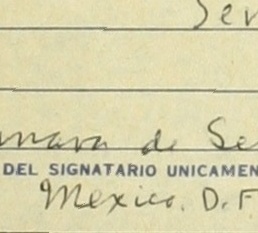 Ser
mara de Se
DEL SIGNATARIO UNICAMEN
Mexico. D.F